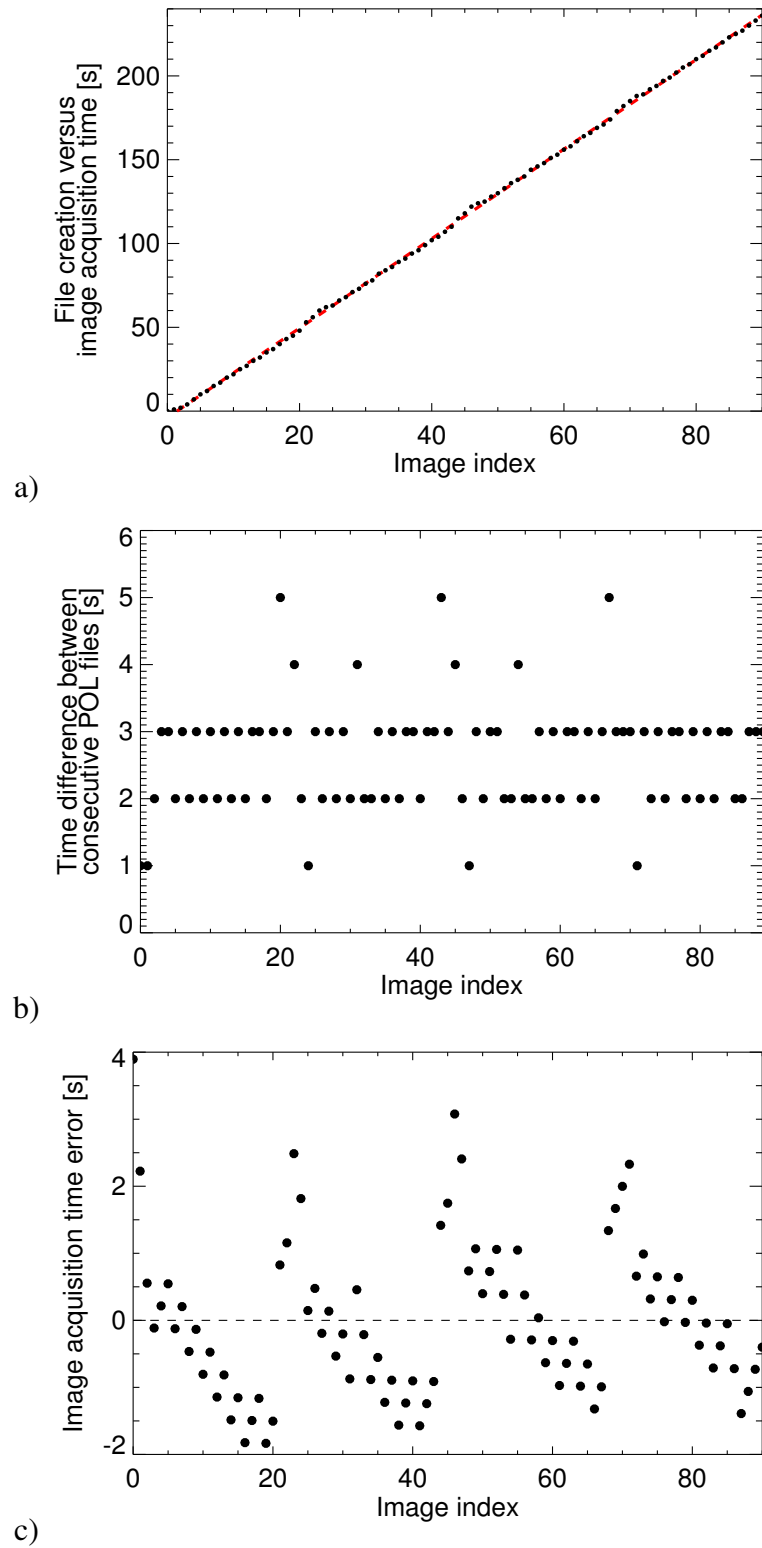 200
150
100
50
0
File creation versus
image acquisition time [s]
0 20 40 60 80
Image index
a)
6
5
4
3
2
1
0
Time difference between
consecutive POL files [s]
0 20 40 60 80
Image index
b)
4
2
0
-2
Image acquisition time error [s]
0 20 40 60 80
Image index
c)